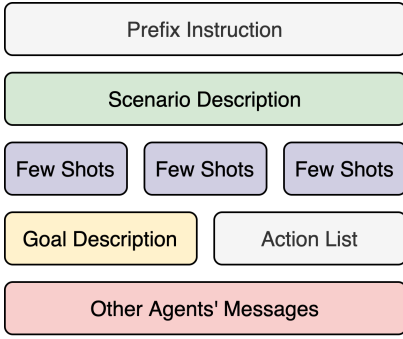 Prefix Instruction
Scenario Description
Few Shots Few Shots Few Shots
Goal Description Action List
Other Agents' Messages